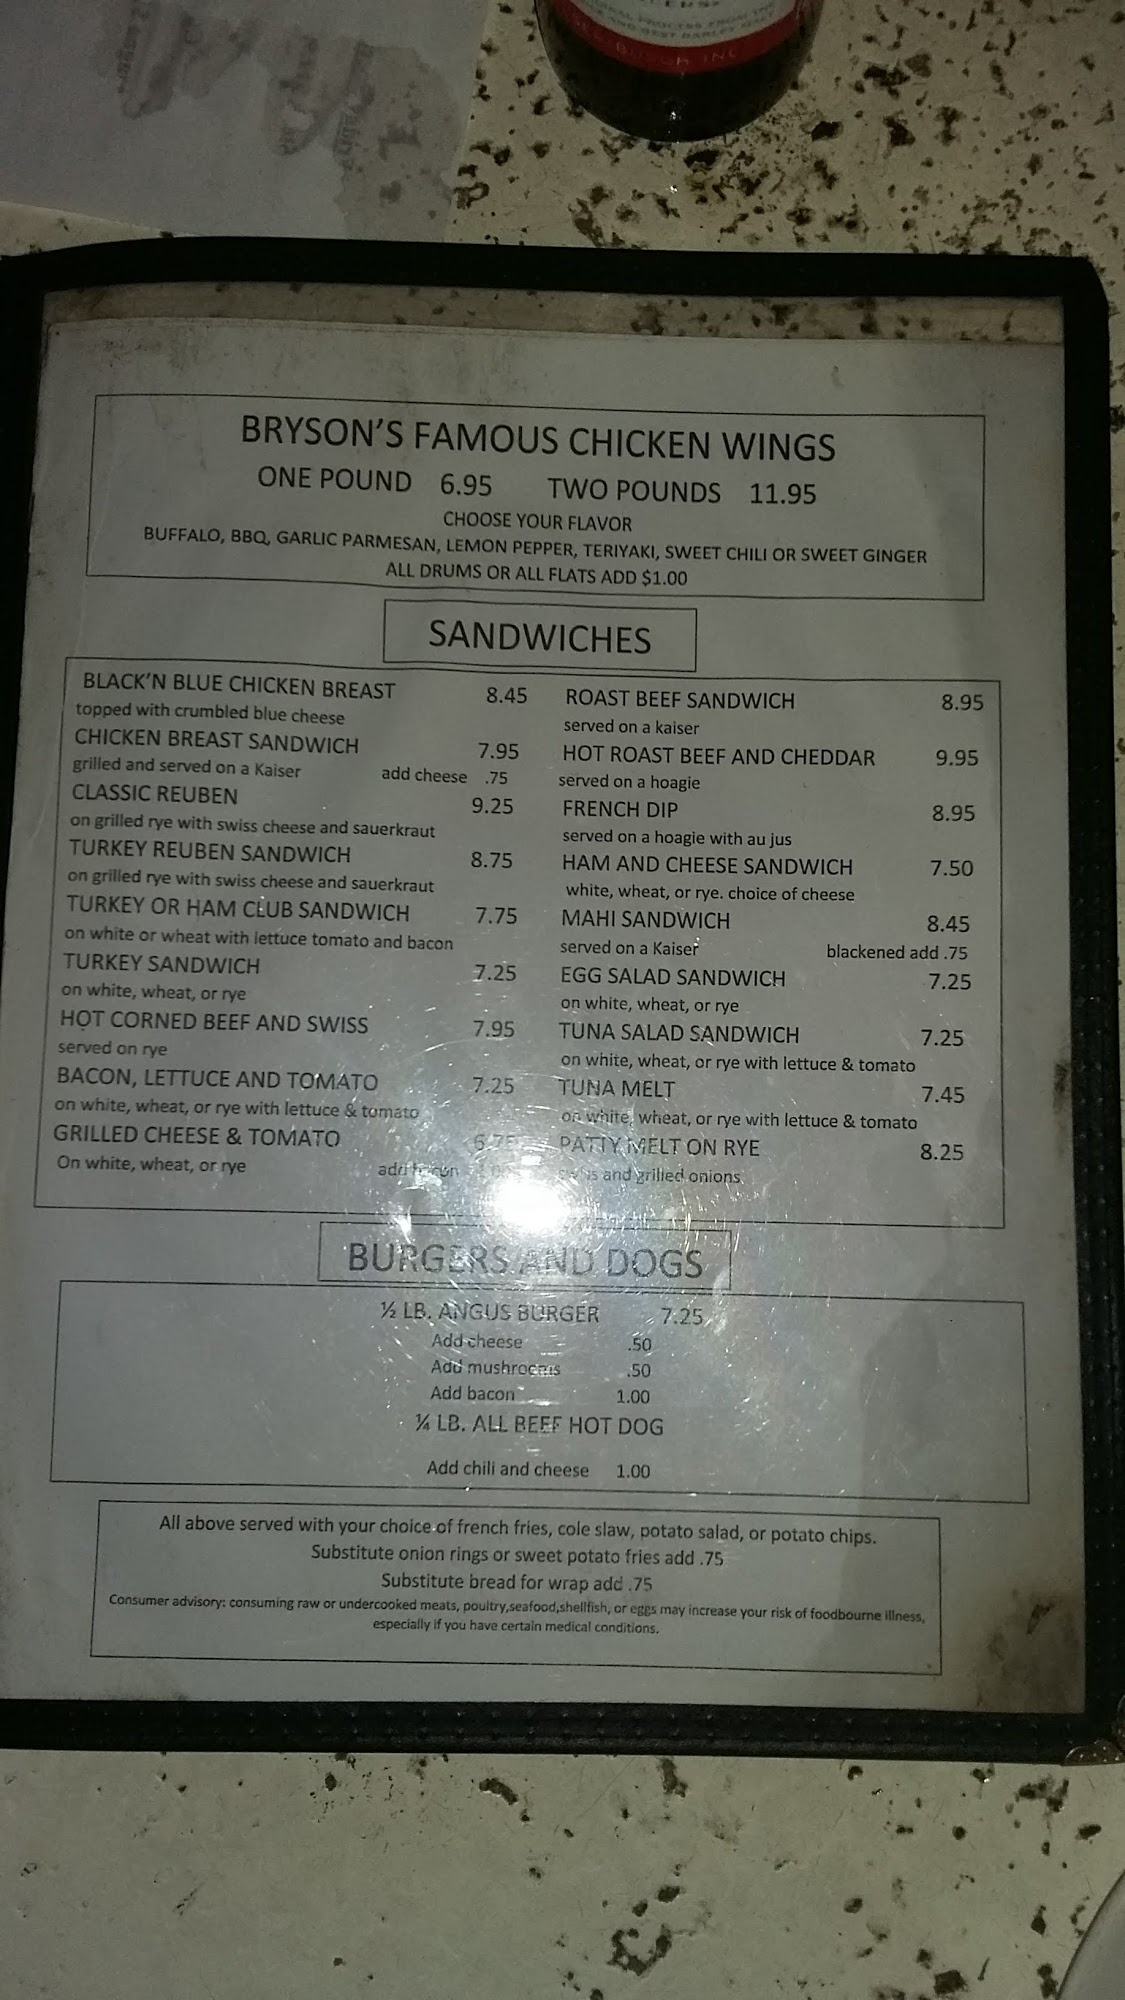 BRYSON'S FAMOUS CHICKEN WINGS
ONE POUND 6.95 TWO POUNDS 11.95
CHOOSE YOUR FLAVOR
BUFFALO, BBQ, GARLIC PARMESAN, LEMON PEPPER, TERIYAKI, SWEET CHILI OR SWEET GINGER
ALL DRUMS OR ALL FLATS ADD $1.00
SANDWICHES
BLACK'N BLUE CHICKEN BREAST 8.45
topped with crumbled blue cheese
CHICKEN BREAST SANDWICH 7.95
grilled and served on a Kaiser add cheese .75
CLASSIC REUBEN 9.25
on grilled rye with swiss cheese and sauerkraut
TURKEY REUBEN SANDWICH 8.75
on grilled rye with swiss cheese and sauerkraut
TURKEY OR HAM CLUB SANDWICH 7.75
on white or wheat with lettuce tomato and bacon
TURKEY SANDWICH 7.25
on white, wheat, or rye
HOT CORNED BEEF AND SWISS 7.95
served on rye
BACON, LETTUCE AND TOMATO 7.25
on white, wheat, or rye with lettuce & tomato
GRILLED CHEESE & TOMATO 6.75
On white, wheat, or rye add bacon
ROAST BEEF SANDWICH 8.95
served on a kaiser
HOT ROAST BEEF AND CHEDDAR 9.95
served on a hoagie
FRENCH DIP 8.95
served on a hoagie with au jus
HAM AND CHEESE SANDWICH 7.50
white, wheat, or rye. choice of cheese
MAHI SANDWICH 8.45
served on a Kaiser blackened add .75
EGG SALAD SANDWICH 7.25
on white, wheat, or rye
TUNA SALAD SANDWICH 7.25
on white, wheat, or rye with lettuce & tomato
TUNA MELT 7.45
on white, wheat, or rye with lettuce & tomato
PATTY MELT ON RYE 8.25
swiss and grilled onions
BURGERS AND DOGS
½ LB. ANGUS BURGER 7.25
Add cheese .50
Add mushrooms .50
Add bacon 1.00
¼ LB. ALL BEEF HOT DOG
Add chili and cheese 1.00
All above served with your choice of french fries, cole slaw, potato salad, or potato chips.
Substitute onion rings or sweet potato fries add .75
Substitute bread for wrap add .75
Consumer advisory: consuming raw or undercooked meats, poultry,seafood,shellfish, or eggs may increase your risk of foodbourne illness,
especially if you have certain medical conditions.